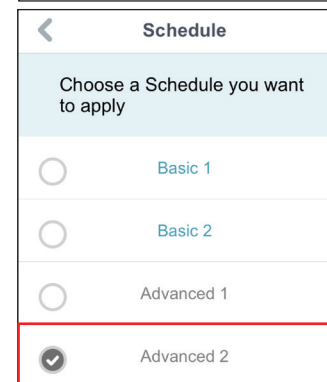 Schedule
Choose a Schedule you want
to apply
Basic 1
Basic 2
Advanced 1
Advanced 2